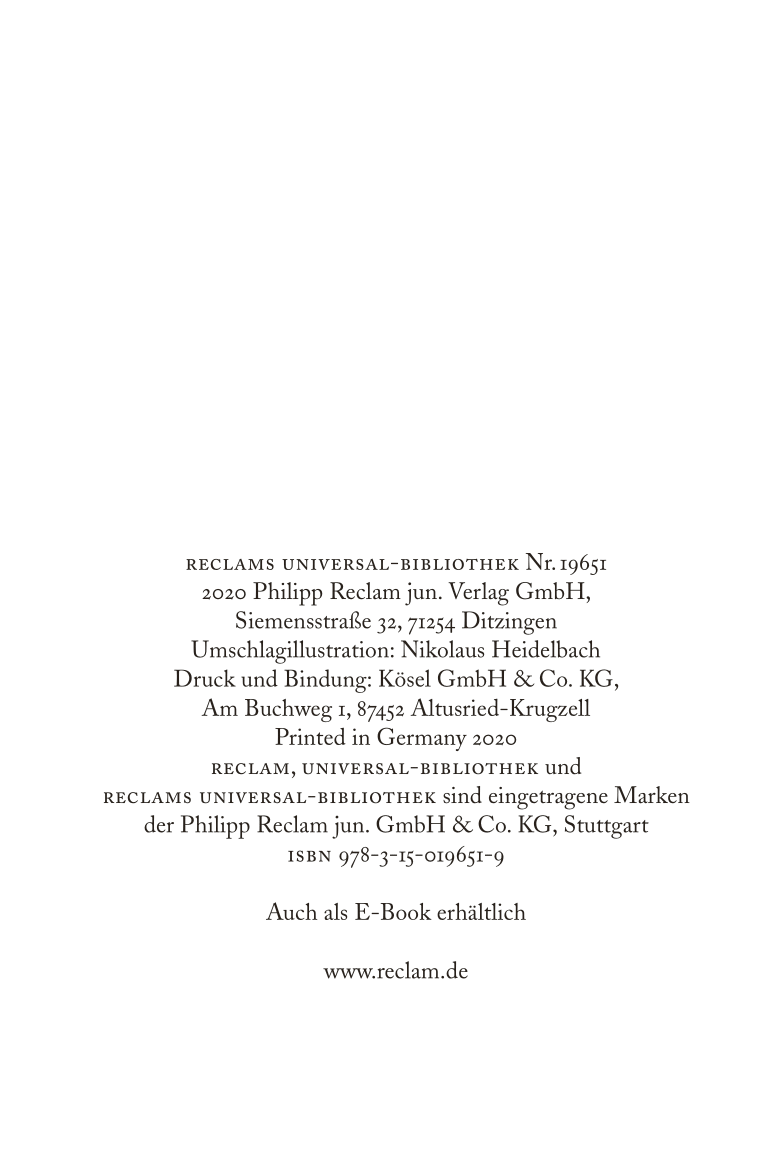 RECLAMS UNIVERSAL-BIBLIOTHEK Nr. 19651
2020 Philipp Reclam jun. Verlag GmbH,
Siemensstraße 32, 71254 Ditzingen
Umschlagillustration: Nikolaus Heidelbach
Druck und Bindung: Kösel GmbH & Co. KG,
Am Buchweg 1, 87452 Altusried-Krugzell
Printed in Germany 2020
RECLAM, UNIVERSAL-BIBLIOTHEK und
RECLAMS UNIVERSAL-BIBLIOTHEK sind eingetragene Marken
der Philipp Reclam jun. GmbH & Co. KG, Stuttgart
ISBN 978-3-15-019651-9
Auch als E-Book erhältlich
www.reclam.de